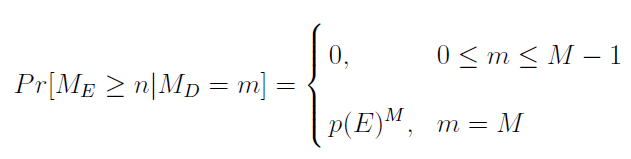 0, 0 ≤ m ≤ M − 1
Pr[M_E ≥ n|M_D = m] =
p(E)^M, m = M